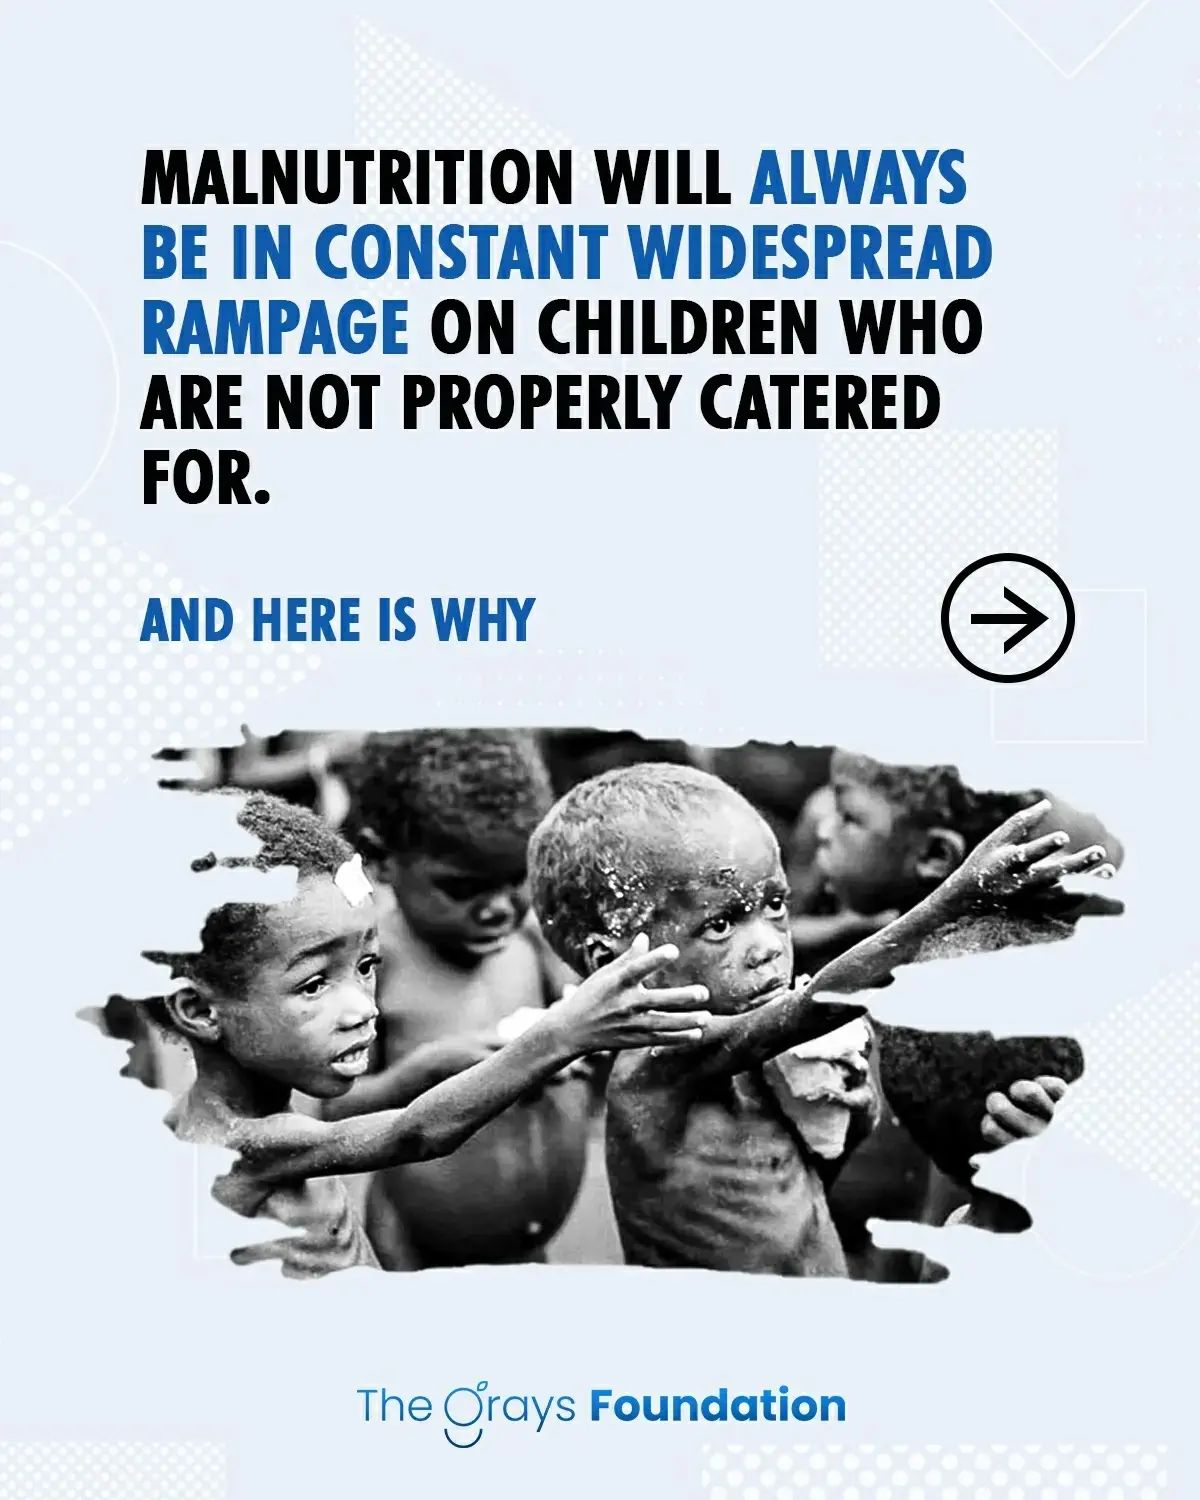 MALNUTRITION WILL ALWAYS
BE IN CONSTANT WIDESPREAD
RAMPAGE ON CHILDREN WHO
ARE NOT PROPERLY CATERED
FOR.
AND HERE IS WHY
The Grays Foundation